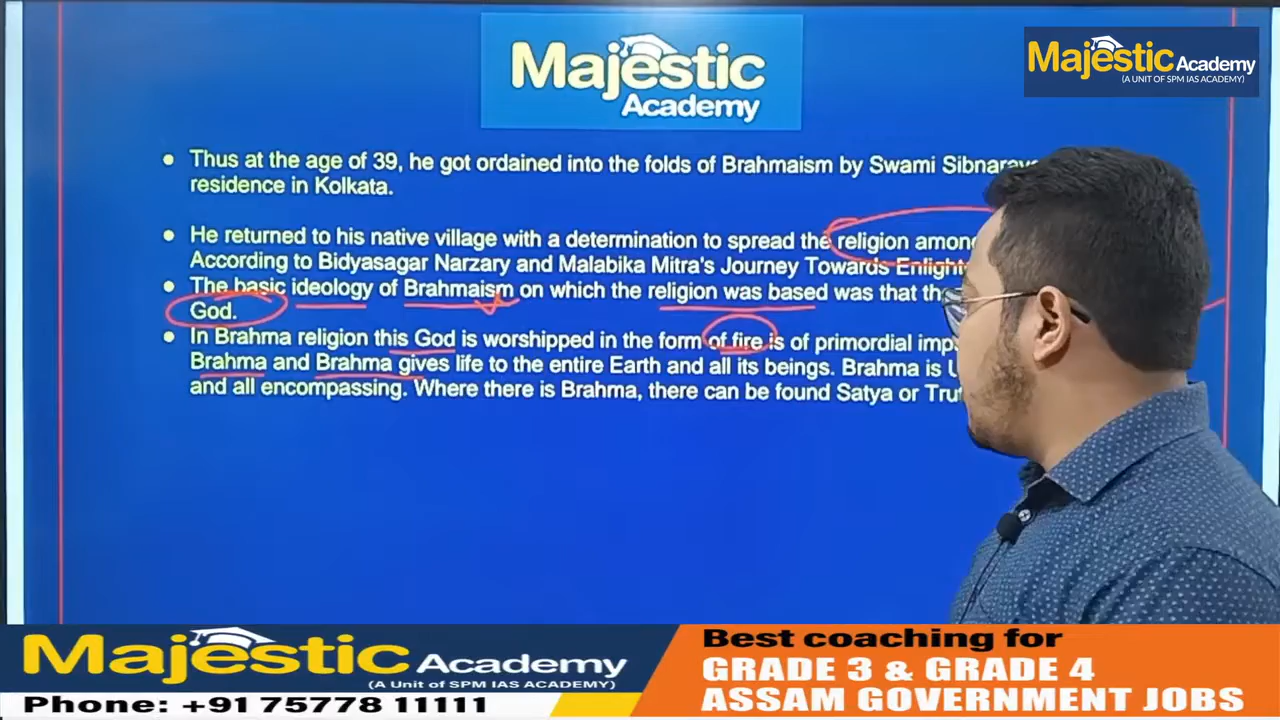 Majestic
Academy
Majestic Academy
(A UNIT OF SPM IAS ACADEMY)
• Thus at the age of 39, he got ordained into the folds of Brahmaism by Swami
residence in Kolkata.
• He returned to his native village with a determination to spread the religion
According to Bidyasagar Narzary and Malabika Mitra's Journey Towards
• The basic ideology of Brahmaism on which the religion was based was that
God.
• In Brahma religion this God is worshipped in the form of fire is of primordial
Brahma and Brahma gives life to the entire Earth and all its beings. Brahma is
and all encompassing. Where there is Brahma, there can be found Satya or
Majestic Academy
(A Unit of SPM IAS ACADEMY)
Phone: +91 75778 11111
Best coaching for
GRADE 3 & GRADE 4
ASSAM GOVERNMENT JOBS